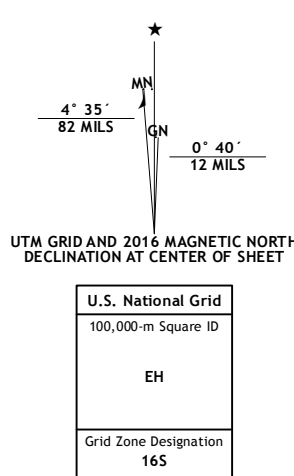 MN
4° 35´
82 MILS
GN
0° 40´
12 MILS
UTM GRID AND 2016 MAGNETIC NORTH
DECLINATION AT CENTER OF SHEET
U.S. National Grid
100,000-m Square ID
EH
Grid Zone Designation
16S